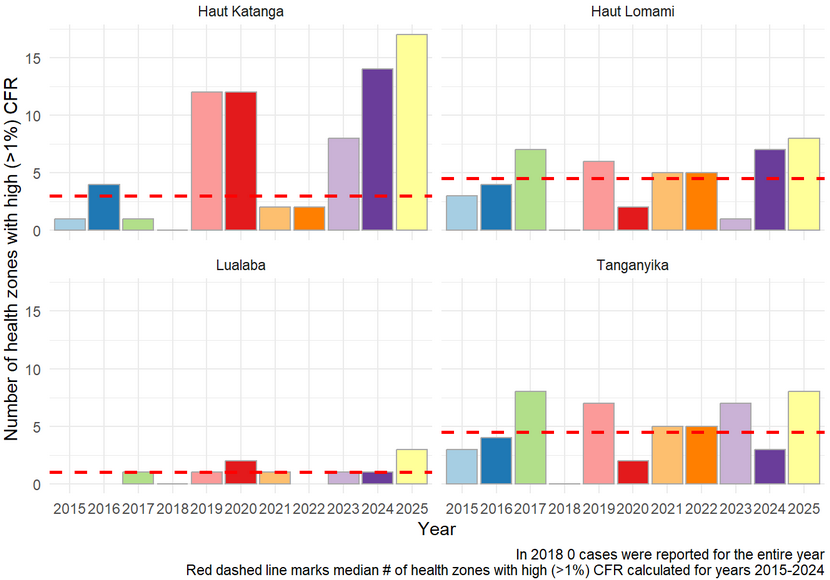 Haut Katanga
Haut Lomami
15
10
5
0
Lualaba
Tanganyika
15
10
5
0
Number of health zones with high (>1%) CFR
2015 2016 2017 2018 2019 2020 2021 2022 2023 2024 2025
2015 2016 2017 2018 2019 2020 2021 2022 2023 2024 2025
Year
In 2018 0 cases were reported for the entire year
Red dashed line marks median # of health zones with high (>1%) CFR calculated for years 2015-2024